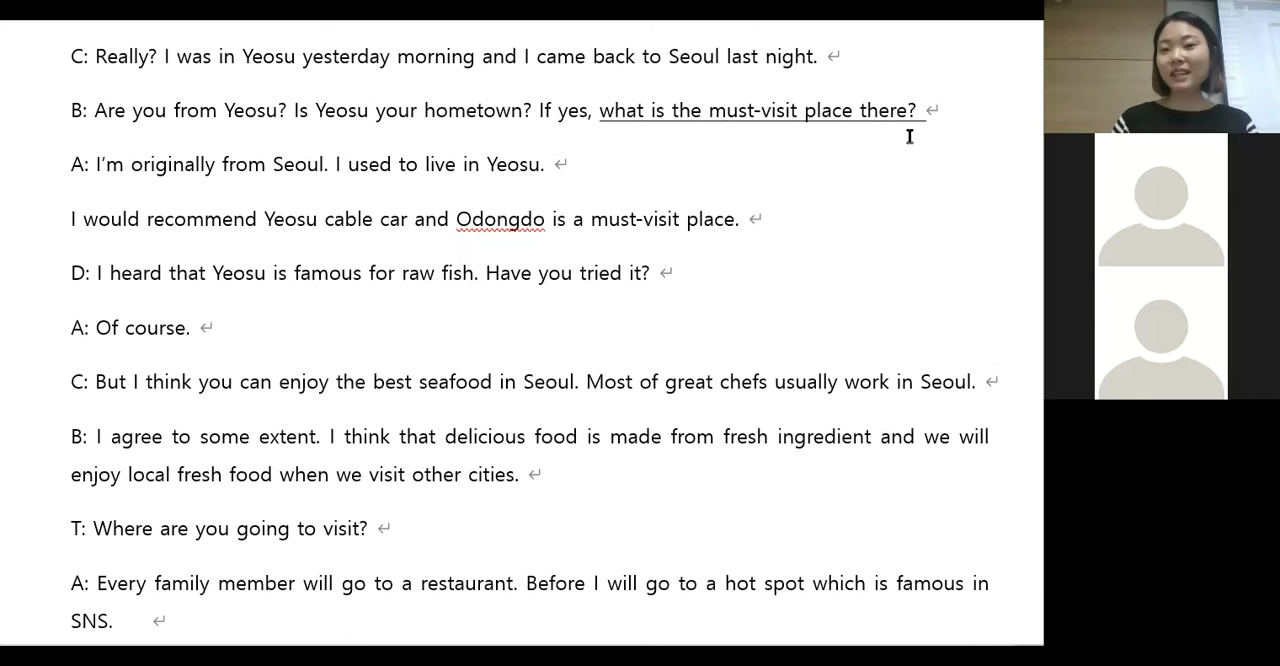 C: Really? I was in Yeosu yesterday morning and I came back to Seoul last night.
B: Are you from Yeosu? Is Yeosu your hometown? If yes, what is the must-visit place there?
A: I’m originally from Seoul. I used to live in Yeosu.
I would recommend Yeosu cable car and Odongdo is a must-visit place.
D: I heard that Yeosu is famous for raw fish. Have you tried it?
A: Of course.
C: But I think you can enjoy the best seafood in Seoul. Most of great chefs usually work in Seoul.
B: I agree to some extent. I think that delicious food is made from fresh ingredient and we will
enjoy local fresh food when we visit other cities.
T: Where are you going to visit?
A: Every family member will go to a restaurant. Before I will go to a hot spot which is famous in
SNS.